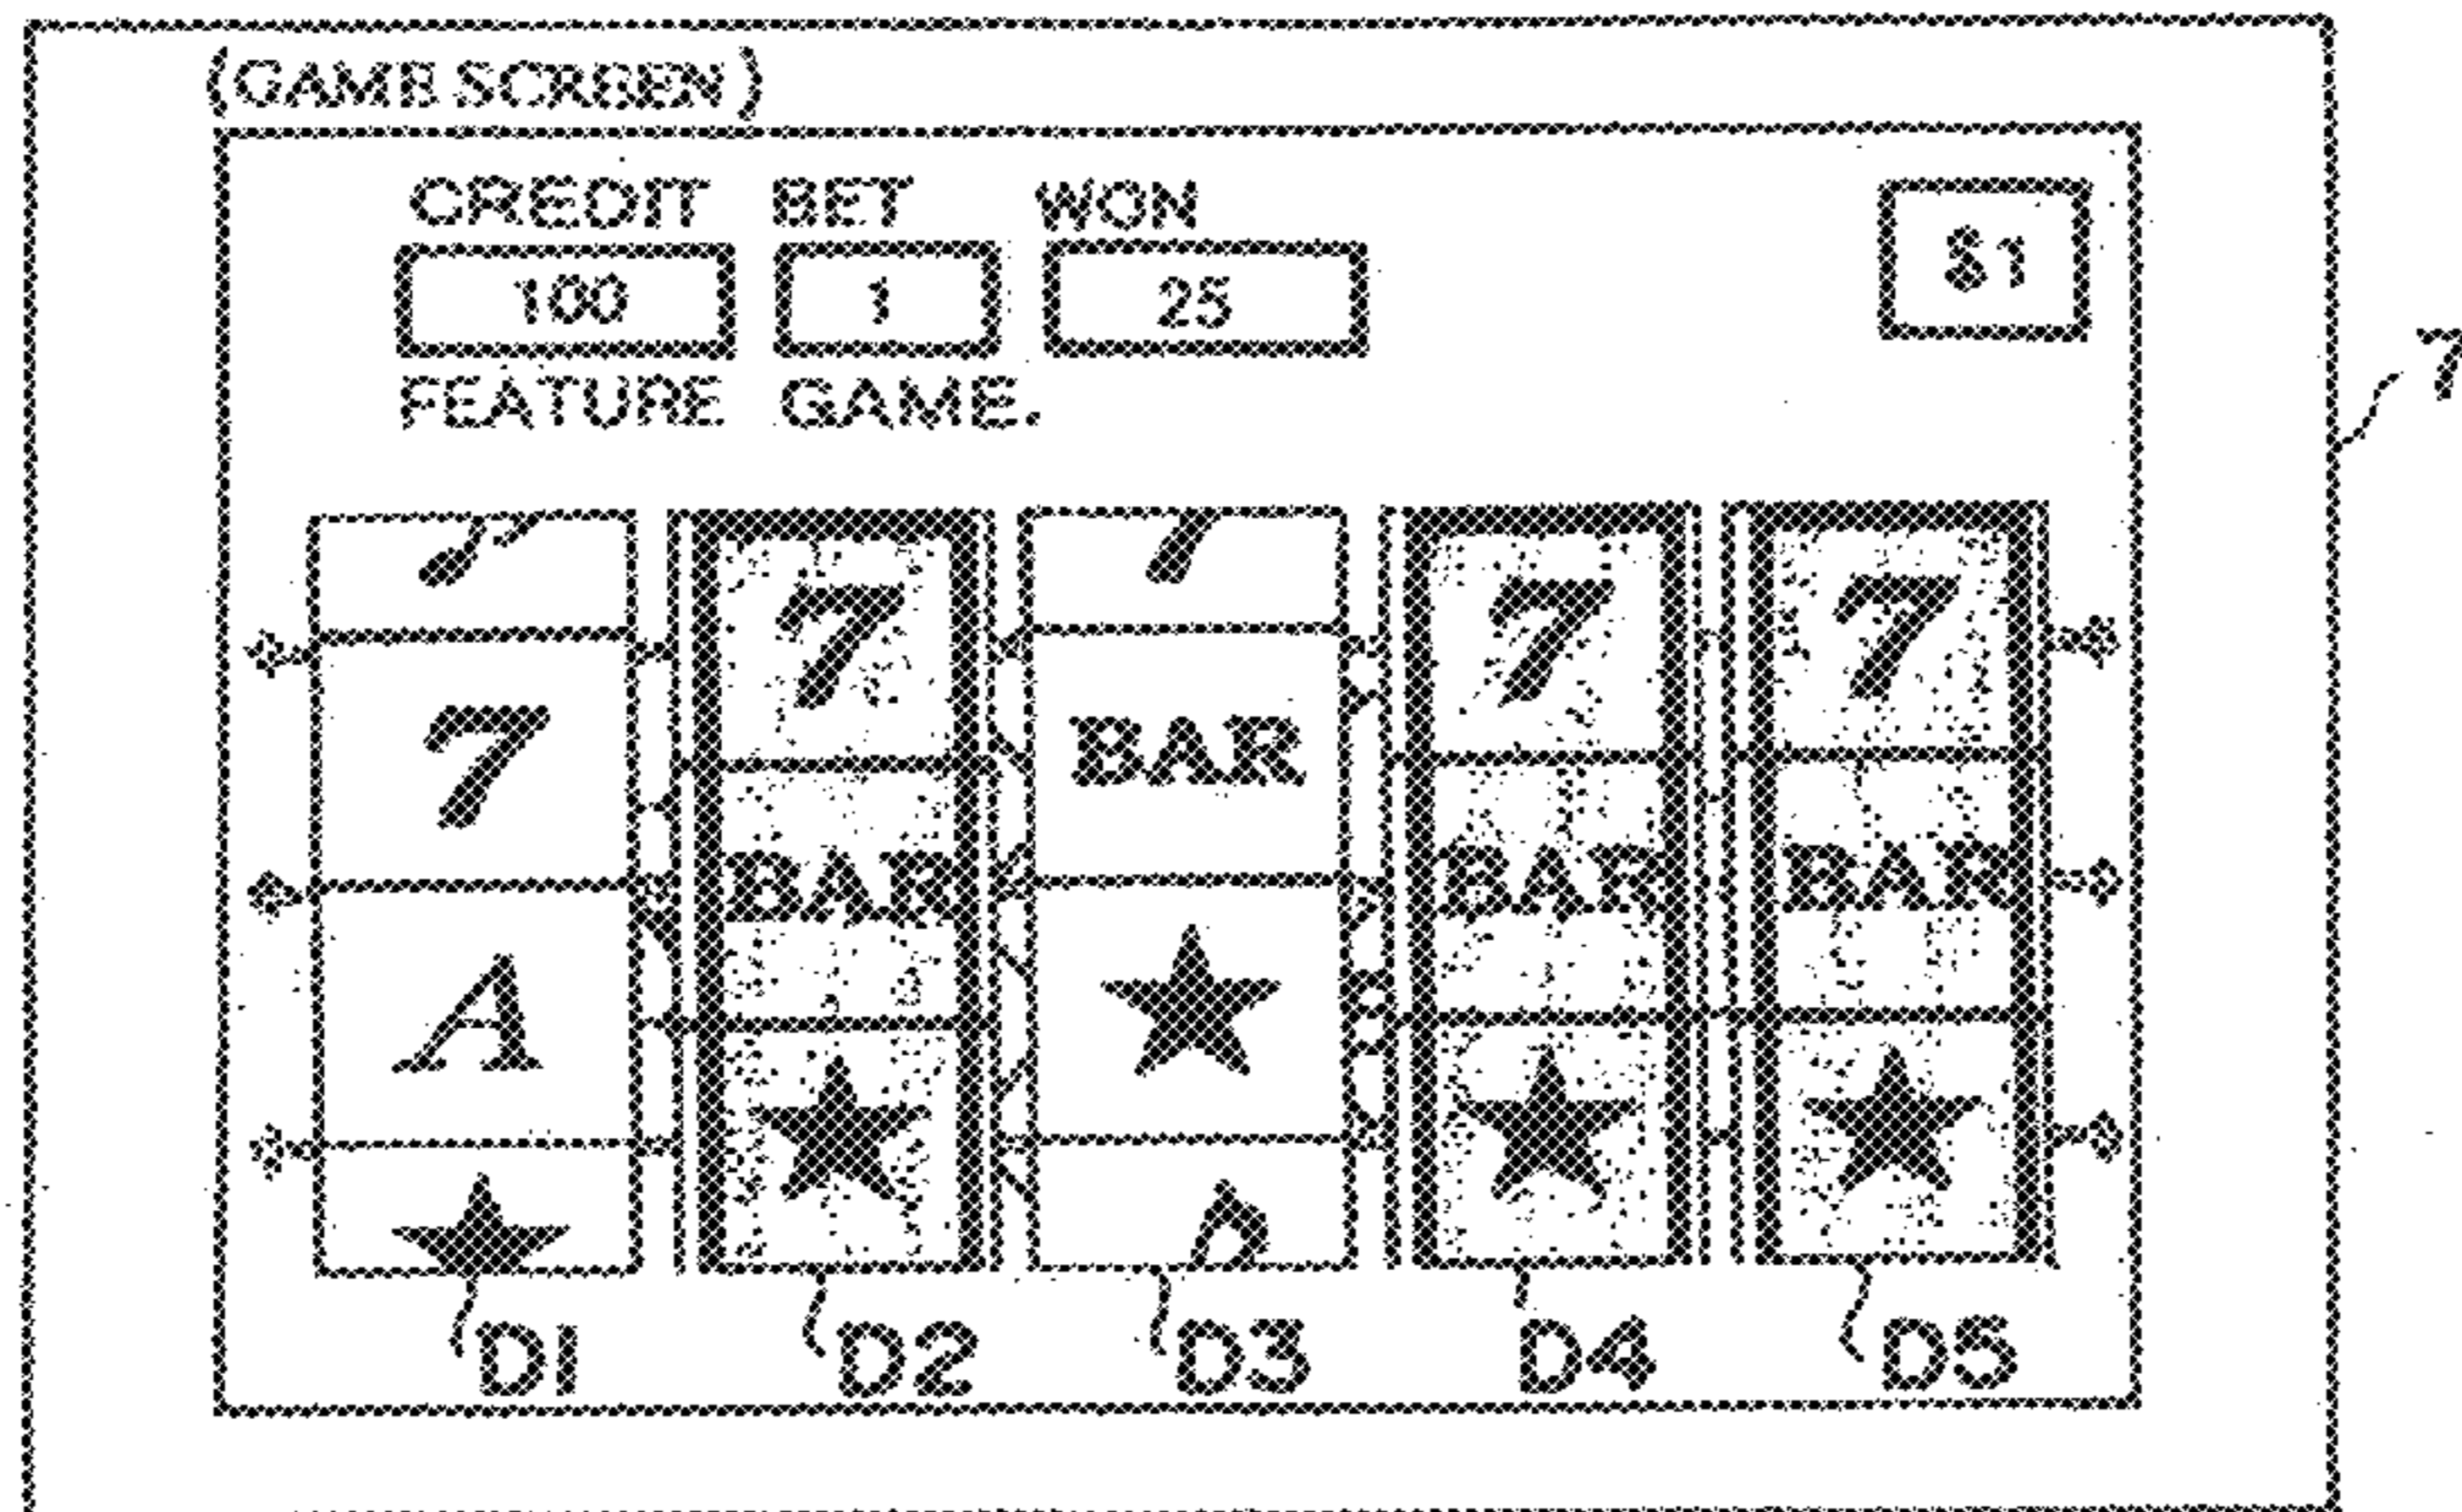 (GAME SCREEN)
CREDIT BET WON
$1
100 1 25
7
FEATURE GAME.
7 7 7
7 BAR
BAR BAR BAR
A
D1 D2 D3 D4 D5